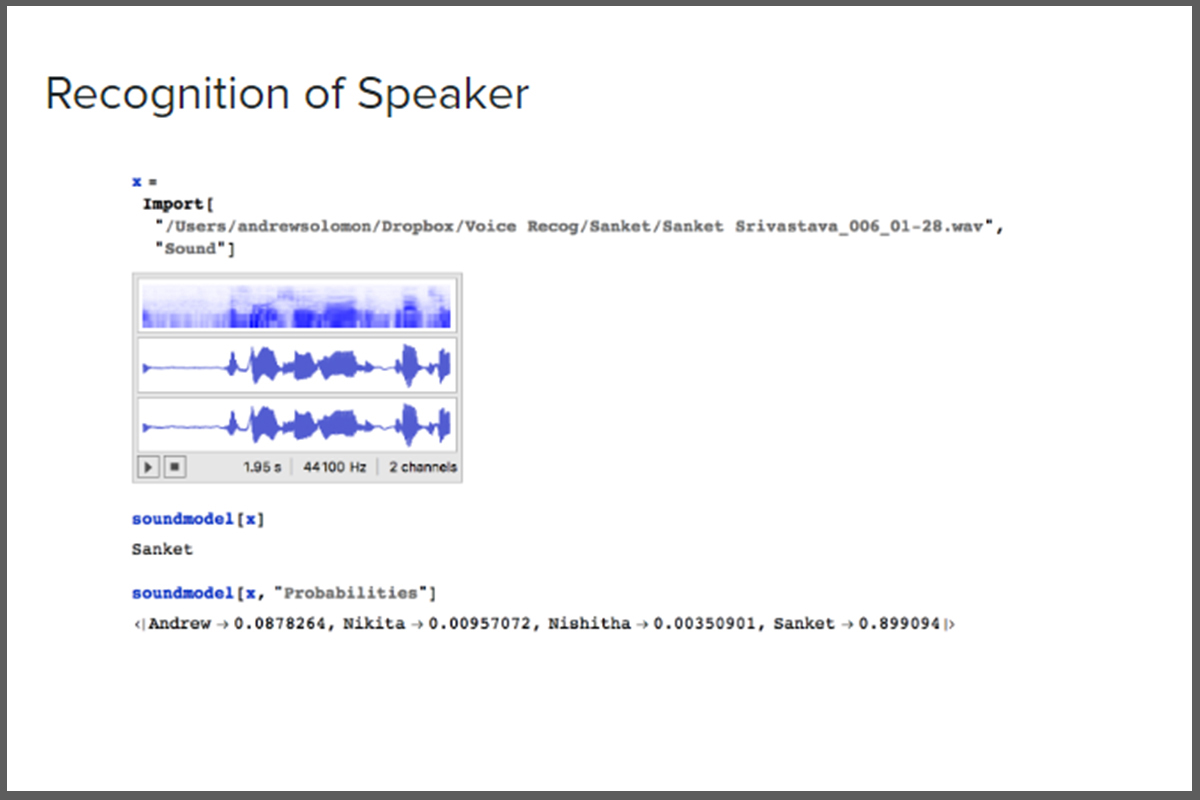 Recognition of Speaker
x =
Import[
"/Users/andrewsolomon/Dropbox/Voice Recog/Sanket/Sanket Srivastava_006_01-28.wav",
"Sound"]
1.95 s | 44100 Hz | 2 channels
soundmodel[x]
Sanket
soundmodel[x, "Probabilities"]
<|Andrew → 0.0878264, Nikita → 0.00957072, Nishitha → 0.00350901, Sanket → 0.899094|>